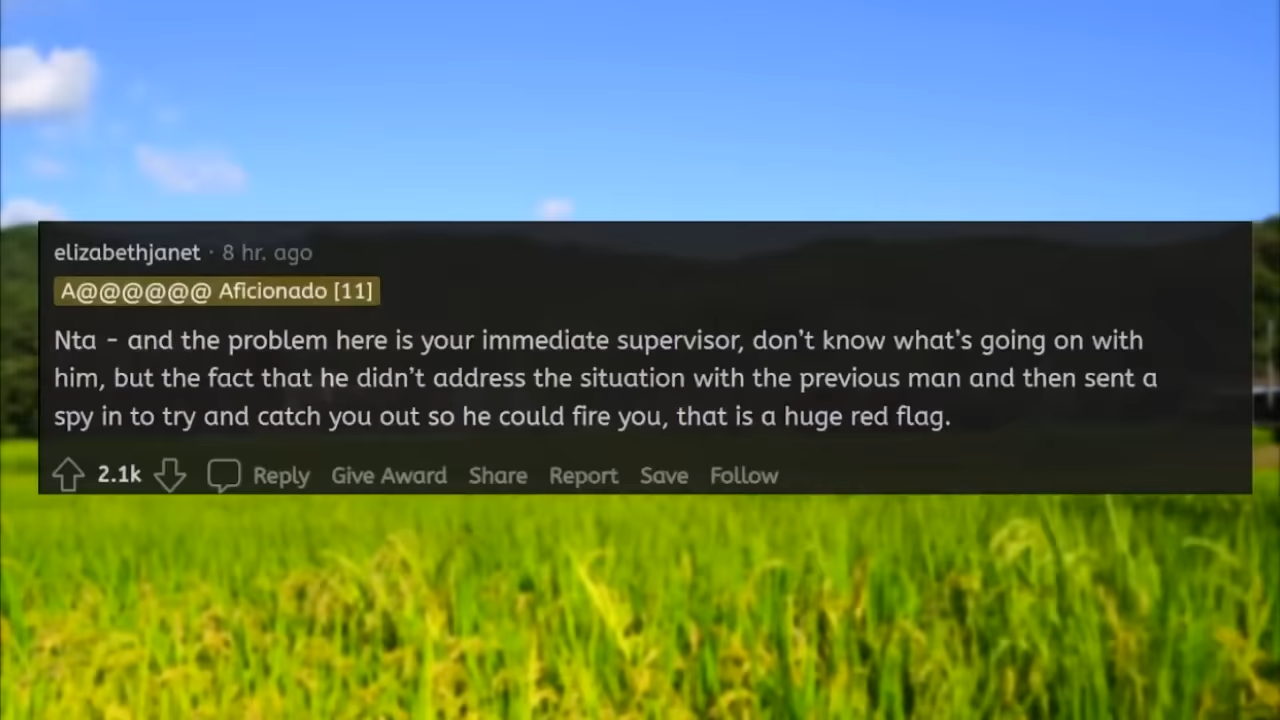 elizabethjanet · 8 hr. ago
A@@@@@@ Aficionado [11]
Nta - and the problem here is your immediate supervisor, don’t know what’s going on with
him, but the fact that he didn’t address the situation with the previous man and then sent a
spy in to try and catch you out so he could fire you, that is a huge red flag.
2.1k Reply Give Award Share Report Save Follow